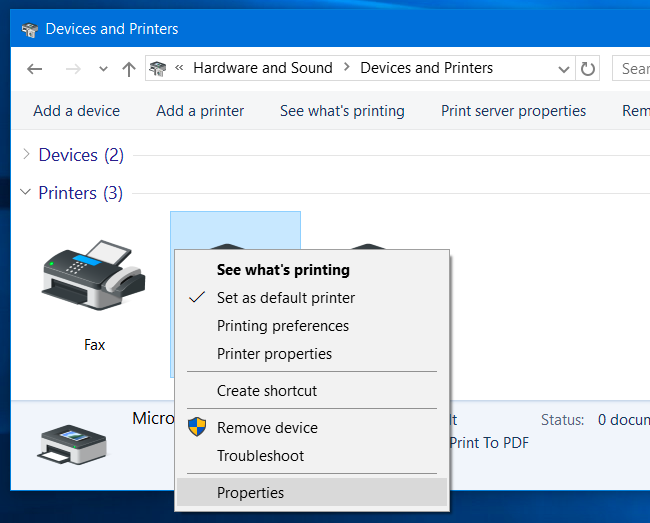 Devices and Printers
« Hardware and Sound > Devices and Printers
Sear
Add a device Add a printer See what's printing Print server properties Rem
Devices (2)
Printers (3)
Fax
See what's printing
Set as default printer
Printing preferences
Printer properties
Create shortcut
Remove device
Troubleshoot
Properties
Micro
lt Status: 0 docum
Print To PDF